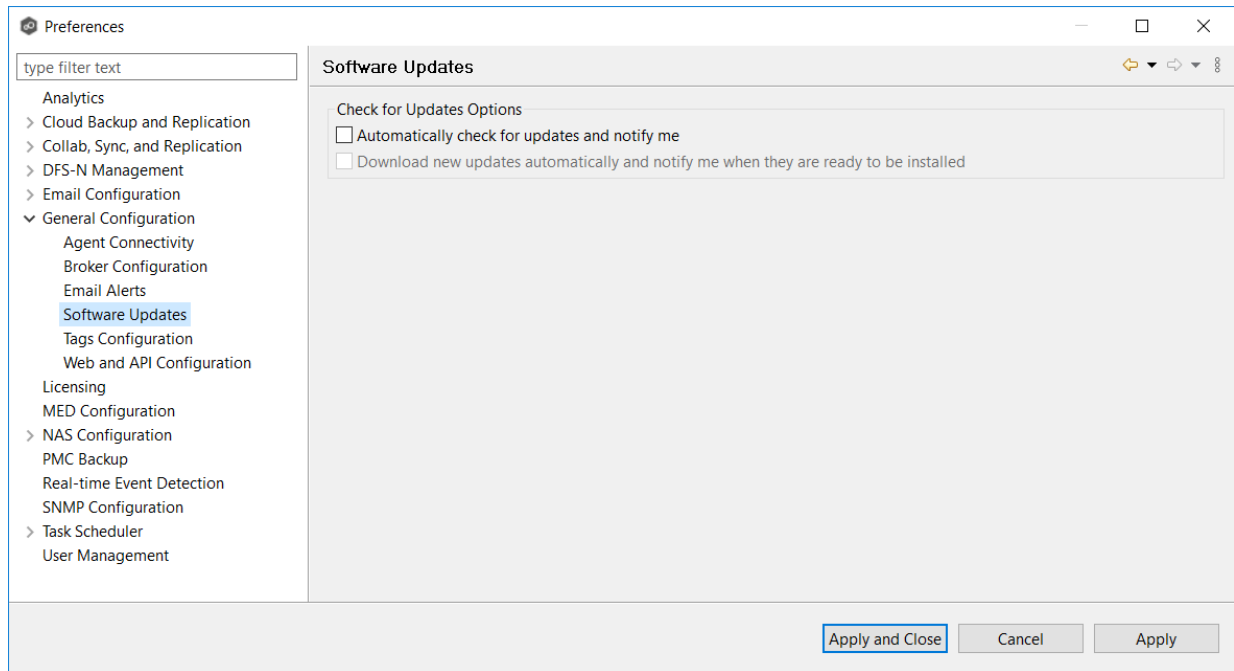 Preferences
type filter text
Analytics
Cloud Backup and Replication
Collab, Sync, and Replication
DFS-N Management
Email Configuration
General Configuration
Agent Connectivity
Broker Configuration
Email Alerts
Software Updates
Tags Configuration
Web and API Configuration
Licensing
MED Configuration
NAS Configuration
PMC Backup
Real-time Event Detection
SNMP Configuration
Task Scheduler
User Management
Software Updates
Check for Updates Options
Automatically check for updates and notify me
Download new updates automatically and notify me when they are ready to be installed
Apply and Close
Cancel
Apply